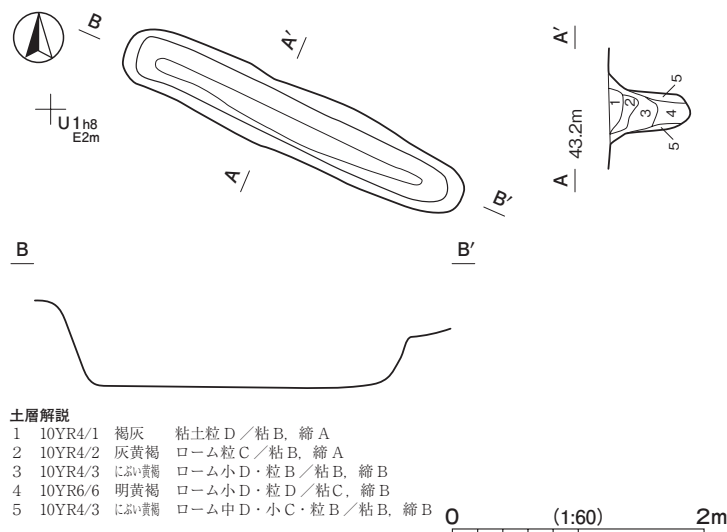 B
A′
U1h8
E2m
A
B′
A′
5
1
2
3
4
5
A 43.2m
B
B′
土層解説
1 10YR4/1 褐灰 粘土粒D／粘B，締A
2 10YR4/2 灰黄褐 ローム粒C／粘B，締A
3 10YR4/3 にぶい黄褐 ローム小D・粒B／粘B，締B
4 10YR6/6 明黄褐 ローム小D・粒D／粘C，締B
5 10YR4/3 にぶい黄褐 ローム中D・小C・粒B／粘B，締B
0 (1:60) 2m